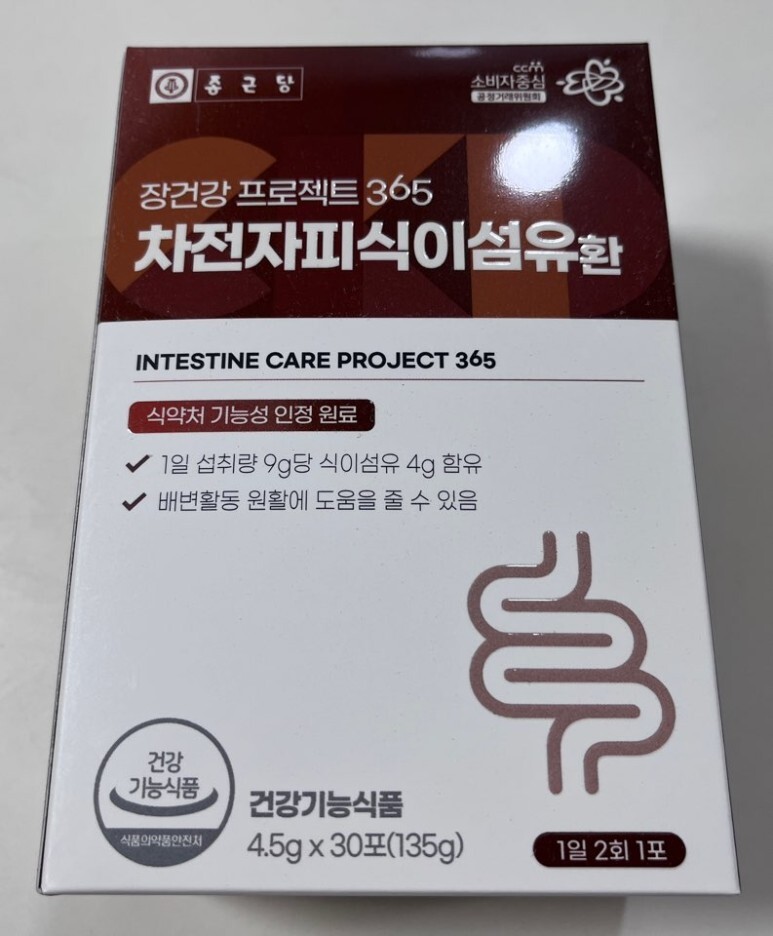 종근당
ccm
소비자중심
공정거래위원회
장건강 프로젝트 365
차전자피식이섬유환
INTESTINE CARE PROJECT 365
식약처 기능성 인정 원료
1일 섭취량 9g당 식이섬유 4g 함유
배변활동 원활에 도움을 줄 수 있음
건강
기능식품
식품의약품안전처
건강기능식품
4.5g x 30포(135g)
1일 2회 1포